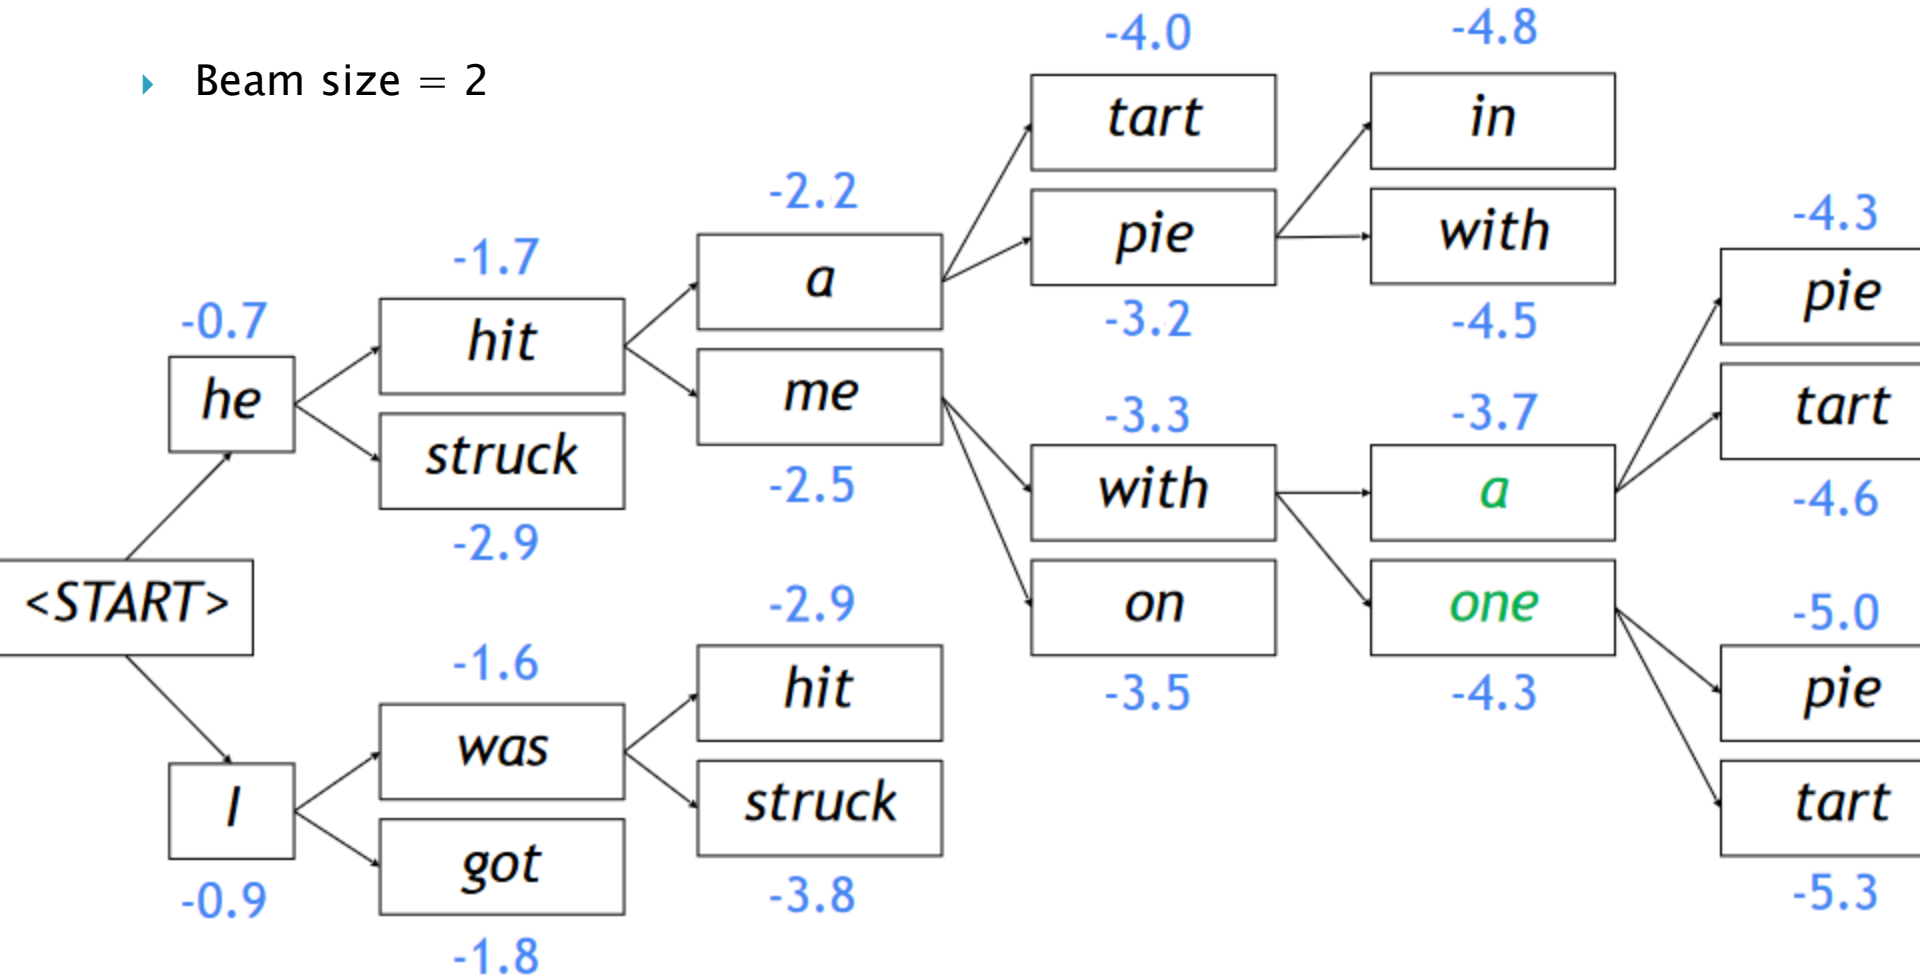 Beam size = 2
<START>
-0.7
he
I
-0.9
-1.7
hit
struck
-2.9
-1.6
was
got
-1.8
-2.2
a
me
-2.5
-2.9
hit
struck
-3.8
-4.0
tart
pie
-3.2
-3.3
with
on
-3.5
-4.8
in
with
-4.5
-3.7
a
one
-4.3
-4.3
pie
tart
-4.6
-5.0
pie
tart
-5.3